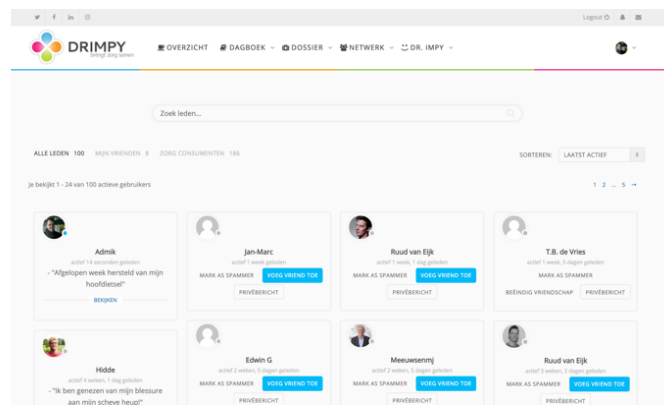 Logout
DRIMPY
brengt zorg samen
OVERZICHT DAGBOEK DOSSIER NETWERK DR. IMPY
Zoek leden...
ALLE LEDEN 100 MIJN VRIENDEN 8 ZORG CONSUMENTEN 186
SORTEREN: LAATST ACTIEF
Je bekijkt 1 - 24 van 100 actieve gebruikers
1 2 ... 5 →
Admik
actief 14 seconden geleden
- "Afgelopen week hersteld van mijn
hoofdletsel"
BEKIJKEN
Jan-Marc
actief 1 week geleden
MARK AS SPAMMER VOEG VRIEND TOE
PRIVÉBERICHT
Ruud van Eijk
actief 1 week, 1 dag geleden
MARK AS SPAMMER VOEG VRIEND TOE
PRIVÉBERICHT
T.B. de Vries
actief 1 week, 5 dagen geleden
MARK AS SPAMMER
BEËINDIG VRIENDSCHAP PRIVÉBERICHT
Hidde
actief 4 weken, 1 dag geleden
- "Ik ben genezen van mijn blessure
aan mijn scheve heup!"
Edwin G
actief 2 weken, 5 dagen geleden
MARK AS SPAMMER VOEG VRIEND TOE
PRIVÉBERICHT
Meeuwsenmj
actief 2 weken, 5 dagen geleden
MARK AS SPAMMER VOEG VRIEND TOE
PRIVÉBERICHT
Ruud van Eijk
actief 3 weken, 2 dagen geleden
MARK AS SPAMMER VOEG VRIEND TOE
PRIVÉBERICHT